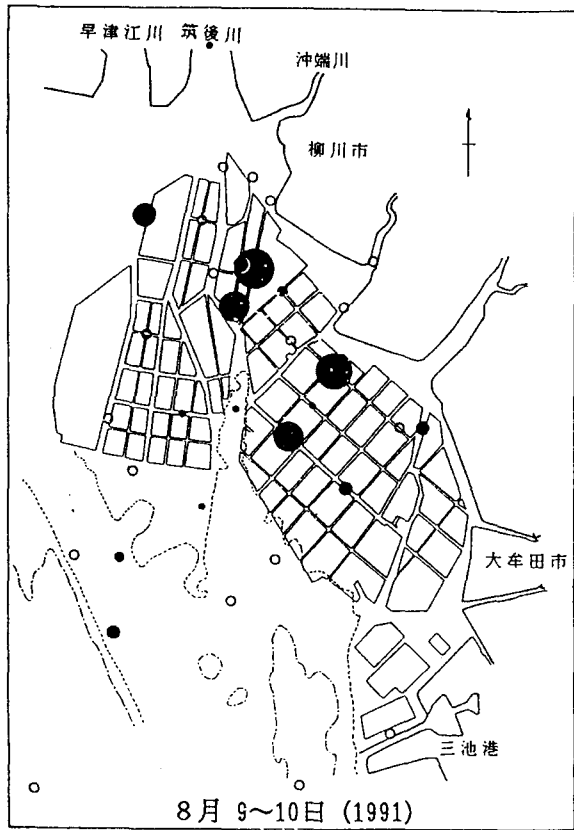 早津江川 筑後川
沖端川
柳川市
大牟田市
三池港
8月 9~10日 (1991)